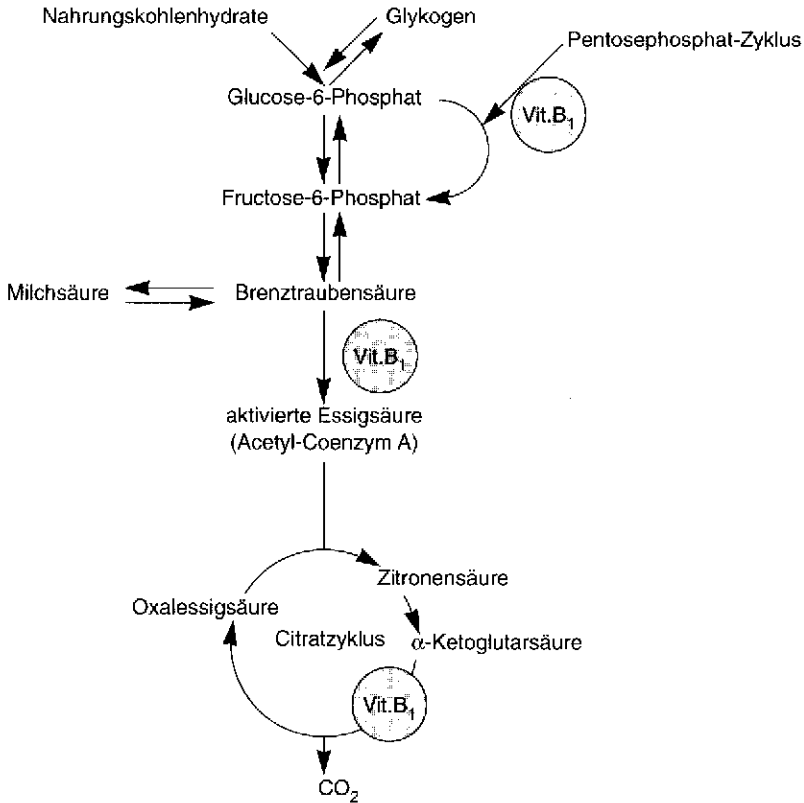 Nahrungskohlenhydrate
Glykogen
Pentosephosphat-Zyklus
Glucose-6-Phosphat
Vit.B₁
Fructose-6-Phosphat
Milchsäure
Brenztraubensäure
Vit.B₁
aktivierte Essigsäure
(Acetyl-Coenzym A)
Zitronensäure
Oxalessigsäure
Citratzyklus
α-Ketoglutarsäure
Vit.B₁
CO₂